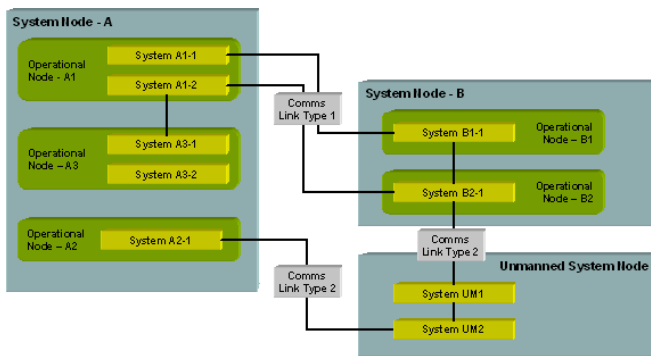 System Node - A
Operational
Node - A1
System A1-1
System A1-2
Operational
Node – A3
System A3-1
System A3-2
Operational
Node – A2
System A2-1
Comms
Link Type 1
Comms
Link Type 2
System Node - B
System B1-1
Operational
Node – B1
System B2-1
Operational
Node – B2
Comms
Link Type 2
Unmanned System Node
System UM1
System UM2